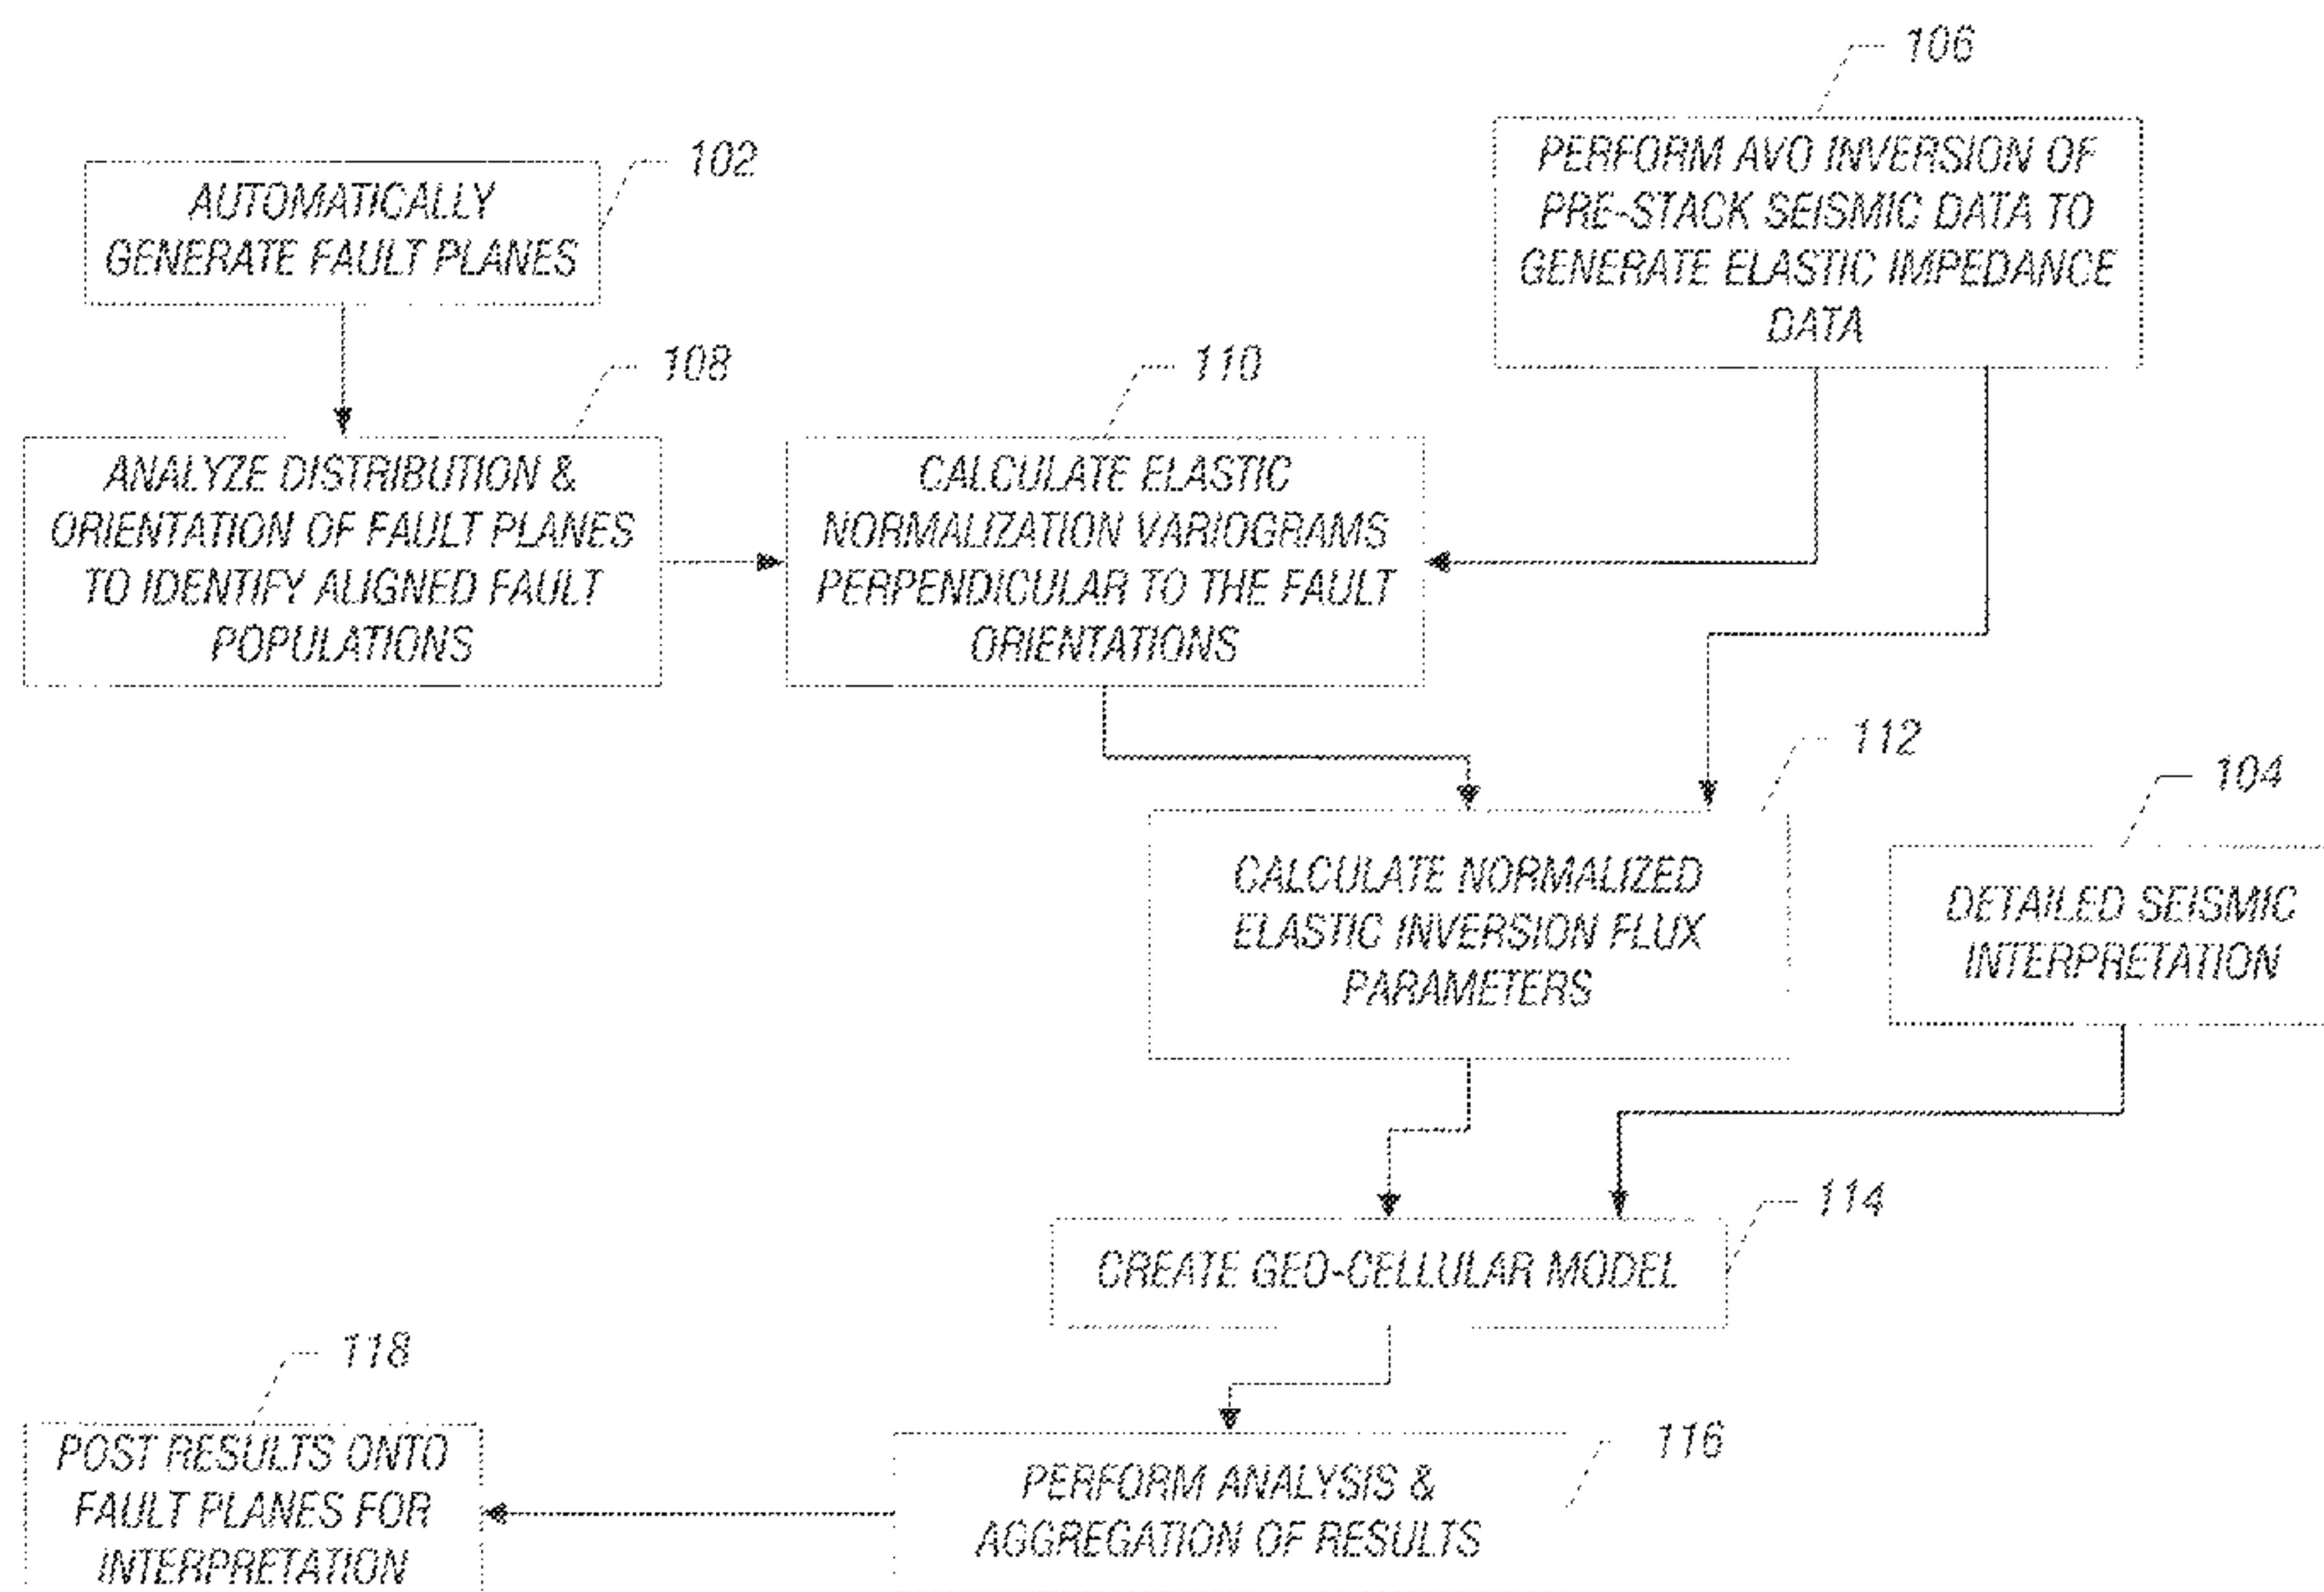 106
102
PERFORM AVO INVERSION OF
PRE-STACK SEISMIC DATA TO
GENERATE ELASTIC IMPEDANCE
DATA
AUTOMATICALLY
GENERATE FAULT PLANES
108
110
ANALYZE DISTRIBUTION &
ORIENTATION OF FAULT PLANES
TO IDENTIFY ALIGNED FAULT
POPULATIONS
CALCULATE ELASTIC
NORMALIZATION VARIOGRAMS
PERPENDICULAR TO THE FAULT
ORIENTATIONS
112
104
CALCULATE NORMALIZED
ELASTIC INVERSION FLUX
PARAMETERS
DETAILED SEISMIC
INTERPRETATION
114
CREATE GEO-CELLULAR MODEL
118
116
POST RESULTS ONTO
FAULT PLANES FOR
INTERPRETATION
PERFORM ANALYSIS &
AGGREGATION OF RESULTS